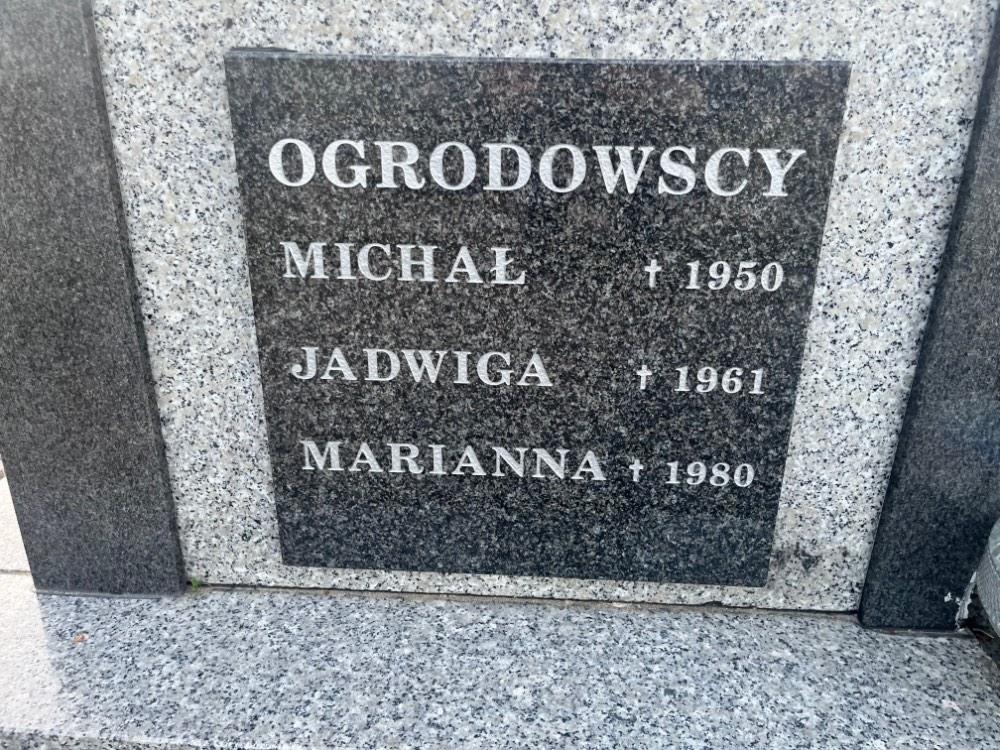 OGRODOWSCY
MICHAŁ † 1950
JADWIGA † 1961
MARIANNA † 1980